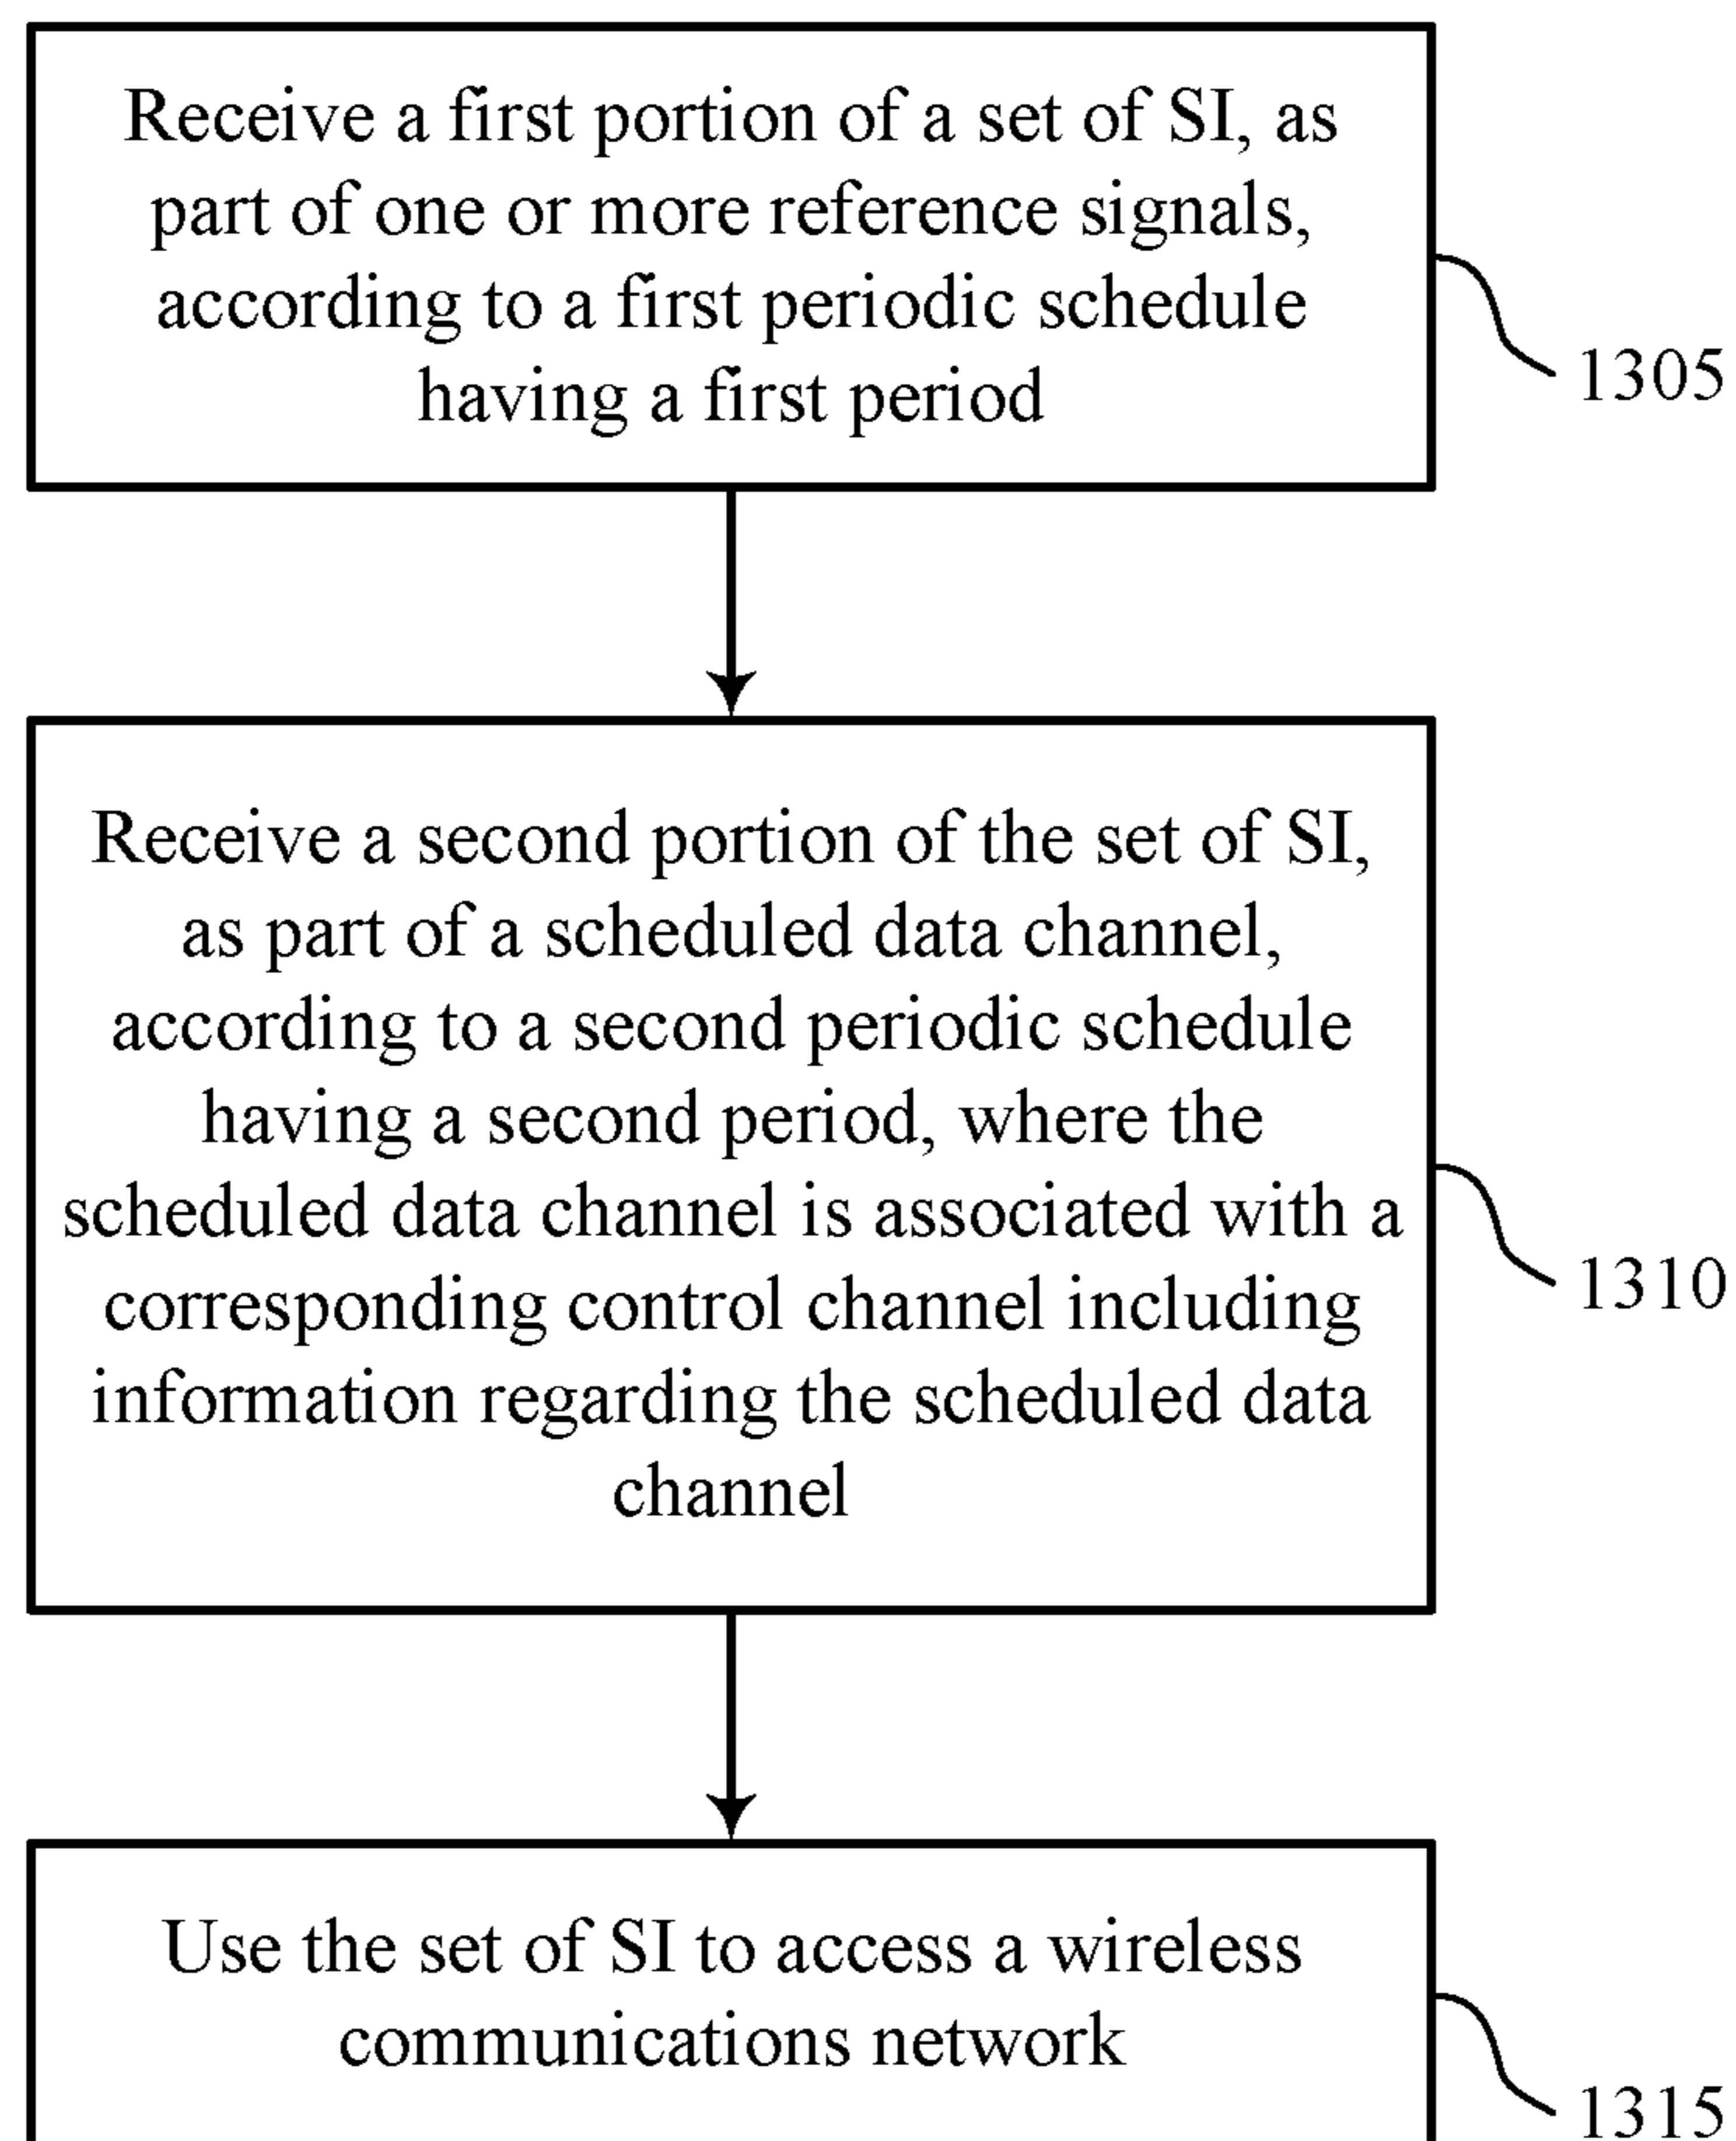 Receive a first portion of a set of SI, as
part of one or more reference signals,
according to a first periodic schedule
having a first period
1305
Receive a second portion of the set of SI,
as part of a scheduled data channel,
according to a second periodic schedule
having a second period, where the
scheduled data channel is associated with a
corresponding control channel including
information regarding the scheduled data
channel
1310
Use the set of SI to access a wireless
communications network
1315